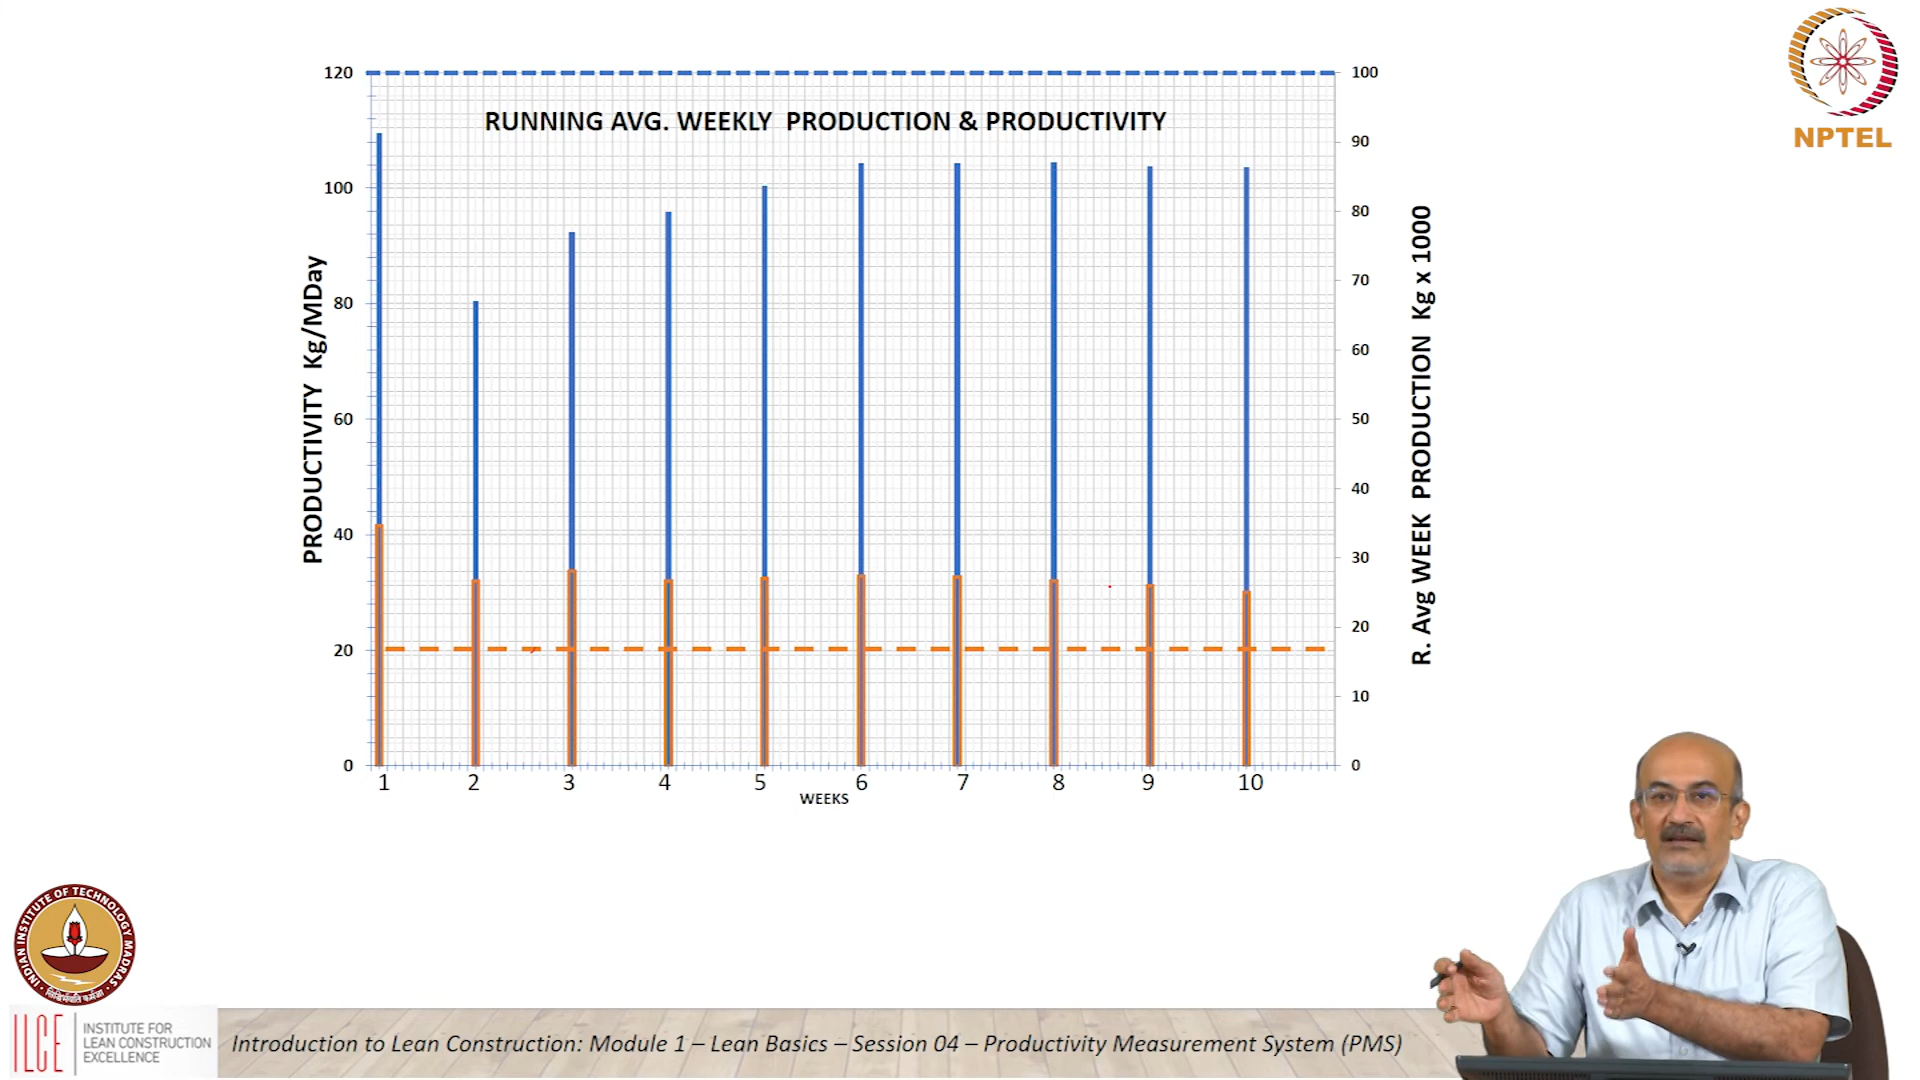 RUNNING AVG. WEEKLY PRODUCTION & PRODUCTIVITY
PRODUCTIVITY Kg/MDay
120
100
80
60
40
20
0
100
90
80
70
60
50
40
30
20
10
0
R. Avg WEEK PRODUCTION Kg x 1000
1 2 3 4 5 6 7 8 9 10
WEEKS
NPTEL
INDIAN INSTITUTE OF TECHNOLOGY MADRAS
ILCE
INSTITUTE FOR
LEAN CONSTRUCTION
EXCELLENCE
Introduction to Lean Construction: Module 1 – Lean Basics – Session 04 – Productivity Measurement System (PMS)